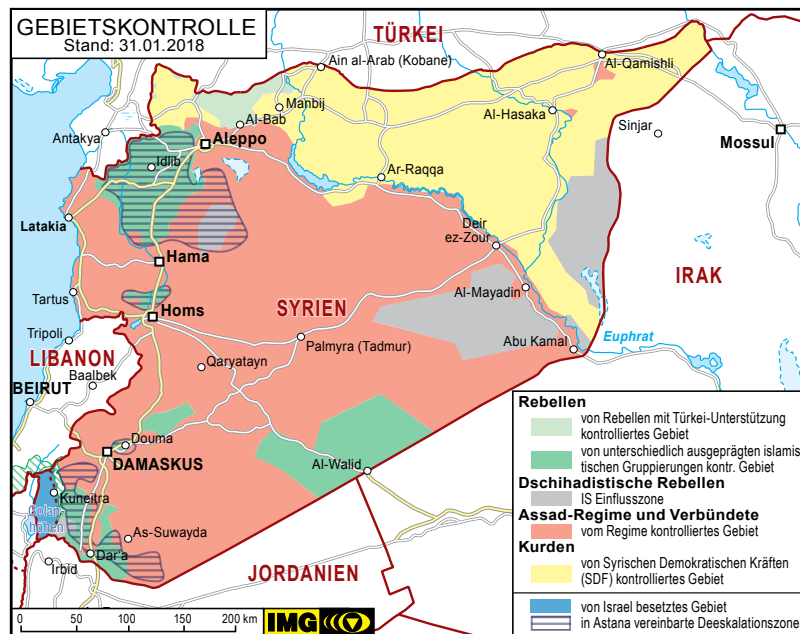 GEBIETSKONTROLLE
Stand: 31.01.2018
TÜRKEI
Ain al-Arab (Kobane)
Al-Qamishli
Manbij
Al-Bab
Al-Hasaka
Antakya
Aleppo
Sinjar
Mossul
Idlib
Ar-Raqqa
Latakia
Deir
ez-Zour
Hama
IRAK
Tartus
Al-Mayadin
Homs
SYRIEN
Tripoli
Palmyra (Tadmur)
Abu Kamal
Euphrat
LIBANON
Qaryatayn
Baalbek
BEIRUT
Douma
DAMASKUS
Al-Walid
Kuneitra
Golan-
höhen
As-Suwayda
Dar'a
Irbid
JORDANIEN
Rebellen
von Rebellen mit Türkei-Unterstützung
kontrolliertes Gebiet
von unterschiedlich ausgeprägten islamis-
tischen Gruppierungen kontr. Gebiet
Dschihadistische Rebellen
IS Einflusszone
Assad-Regime und Verbündete
vom Regime kontrolliertes Gebiet
Kurden
von Syrischen Demokratischen Kräften
(SDF) kontrolliertes Gebiet
von Israel besetztes Gebiet
in Astana vereinbarte Deeskalationszone
0 50 100 150 200 km
IMG